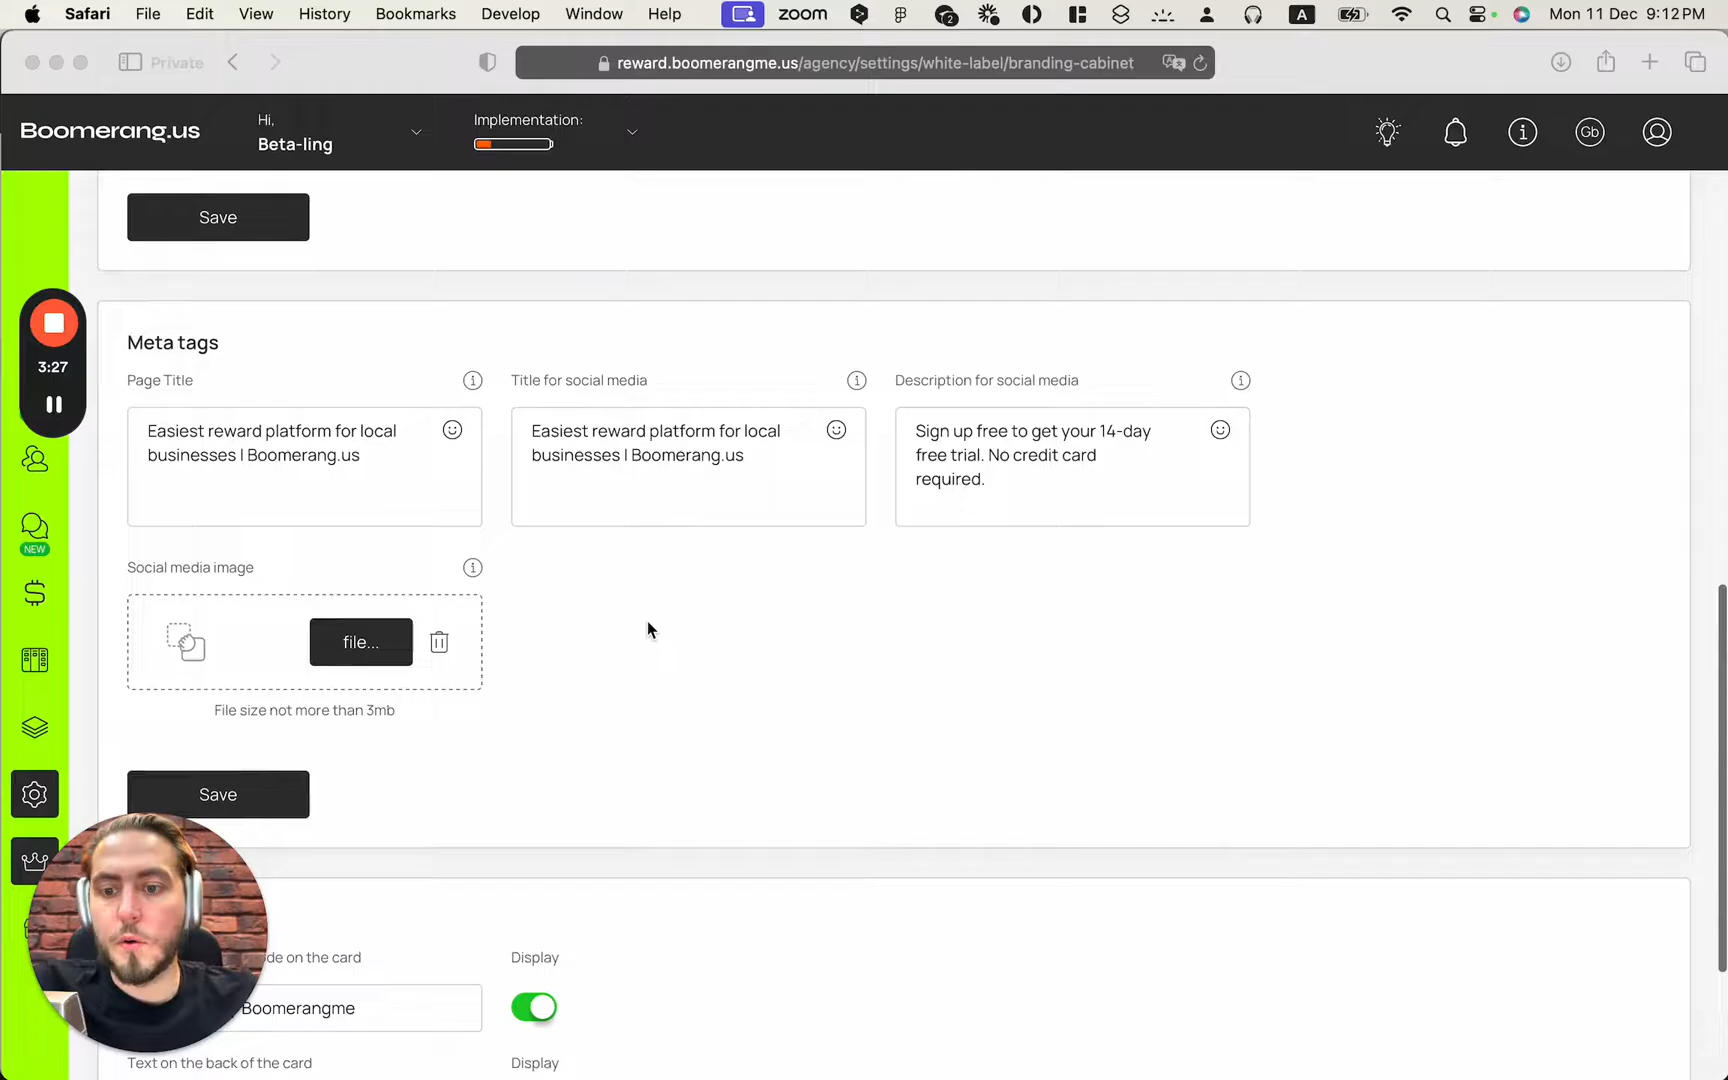 Safari File Edit View History Bookmarks Develop Window Help zoom 2 A Mon 11 Dec 9:12 PM
Private reward.boomerangme.us/agency/settings/white-label/branding-cabinet
Boomerang.us
Hi,
Beta-ling
Implementation:
Gb
Save
3:27
NEW
Meta tags
Page Title
Title for social media
Description for social media
Easiest reward platform for local
businesses | Boomerang.us
Easiest reward platform for local
businesses | Boomerang.us
Sign up free to get your 14-day
free trial. No credit card
required.
Social media image
file...
File size not more than 3mb
Save
on the card
Display
Boomerangme
Text on the back of the card
Display